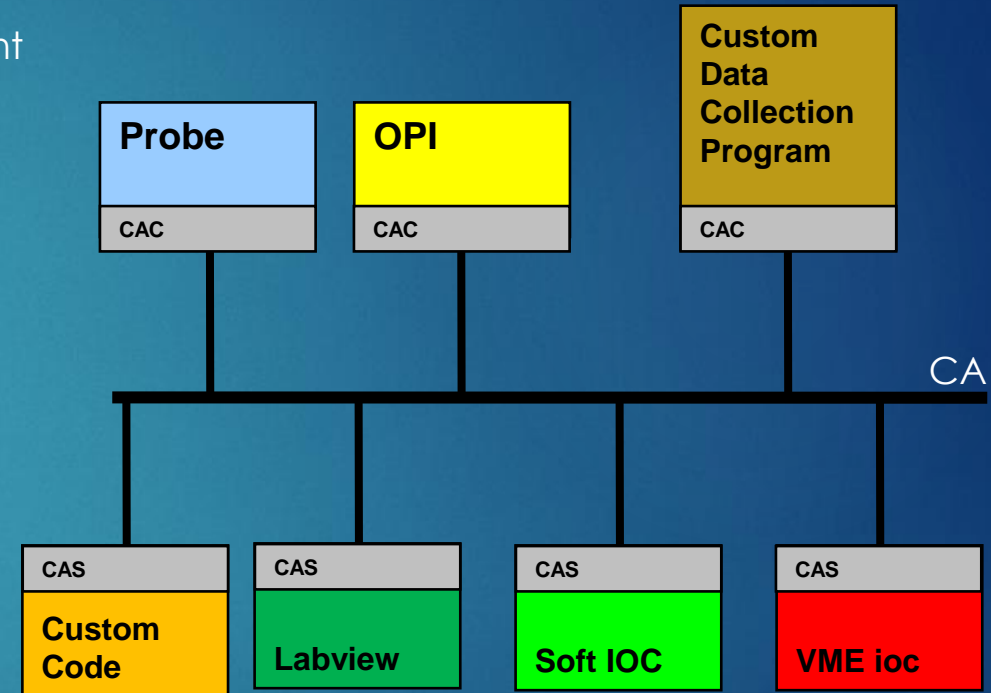 nt
Probe
CAC
OPI
CAC
Custom
Data
Collection
Program
CAC
CA
CAS
Custom
Code
CAS
Labview
CAS
Soft IOC
CAS
VME ioc